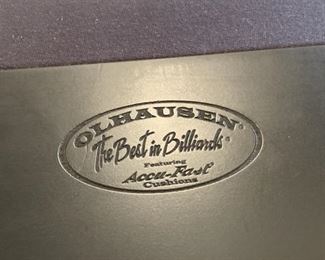 OLHAUSEN®
The Best in Billiards®
Featuring
Accu-Fast®
Cushions